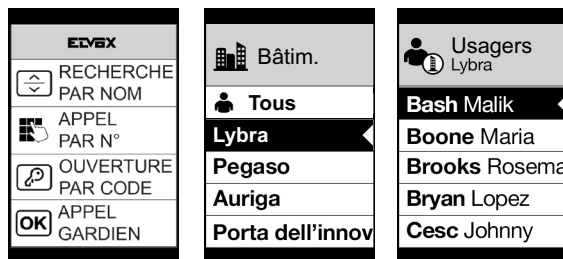 ELVOX
RECHERCHE
PAR NOM
APPEL
PAR N°
OUVERTURE
PAR CODE
OK APPEL
GARDIEN
Bâtim.
Tous
Lybra
Pegaso
Auriga
Porta dell'innov
Usagers
Lybra
Bash Malik
Boone Maria
Brooks Rosema
Bryan Lopez
Cesc Johnny